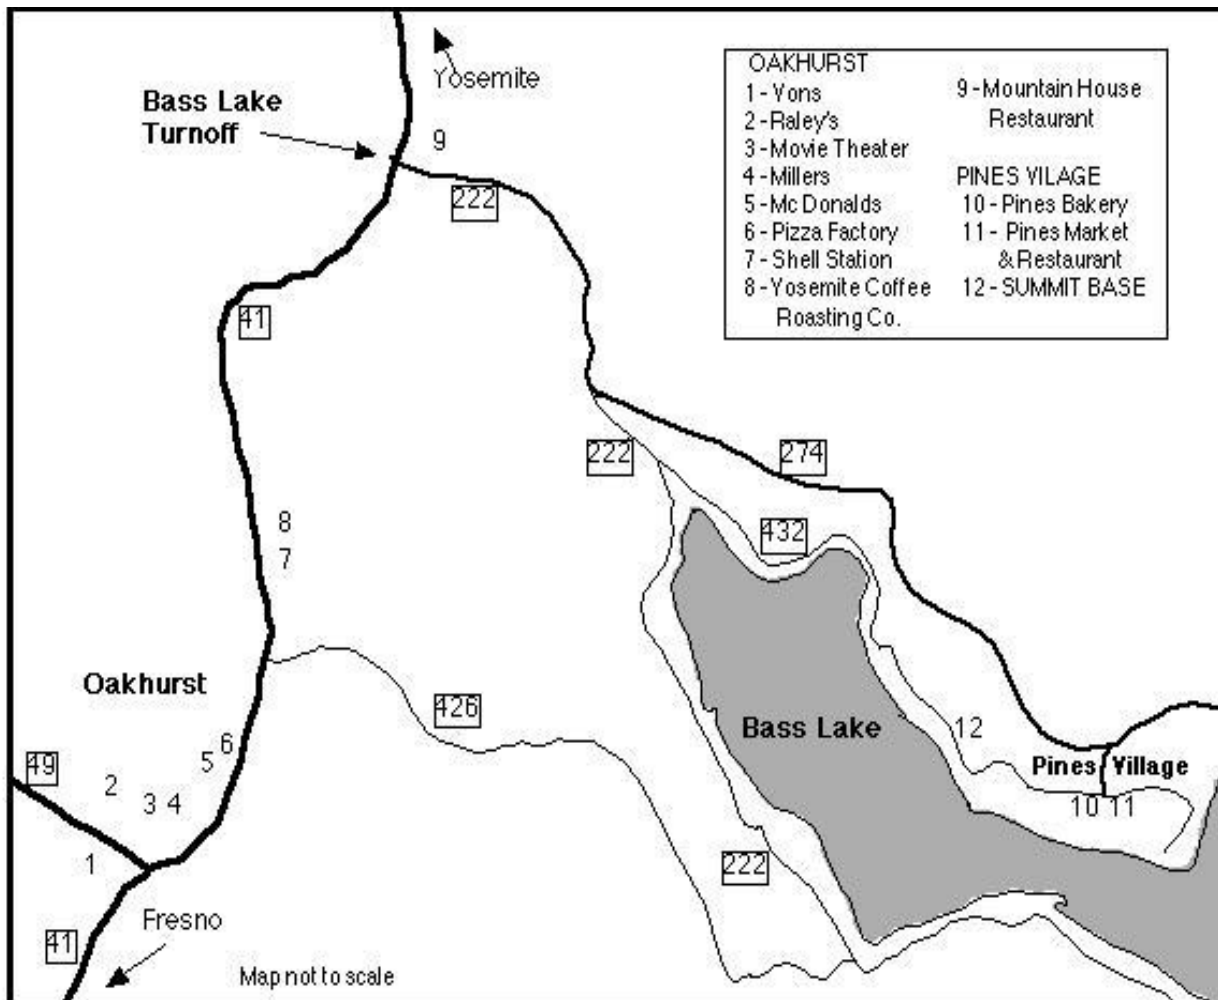 Yosemite
Bass Lake
Turnoff
9
222
41
OAKHURST
1 - Vons
2 - Raley's
3 - Movie Theater
4 - Millers
5 - Mc Donalds
6 - Pizza Factory
7 - Shell Station
8 - Yosemite Coffee
Roasting Co.
9 - Mountain House
Restaurant
PINES VILAGE
10 - Pines Bakery
11 - Pines Market
& Restaurant
12 - SUMMIT BASE
222
274
432
8
7
Oakhurst
426
Bass Lake
12
Pines Village
10 11
49
2
3 4
5
6
1
222
41
Fresno
Map not to scale